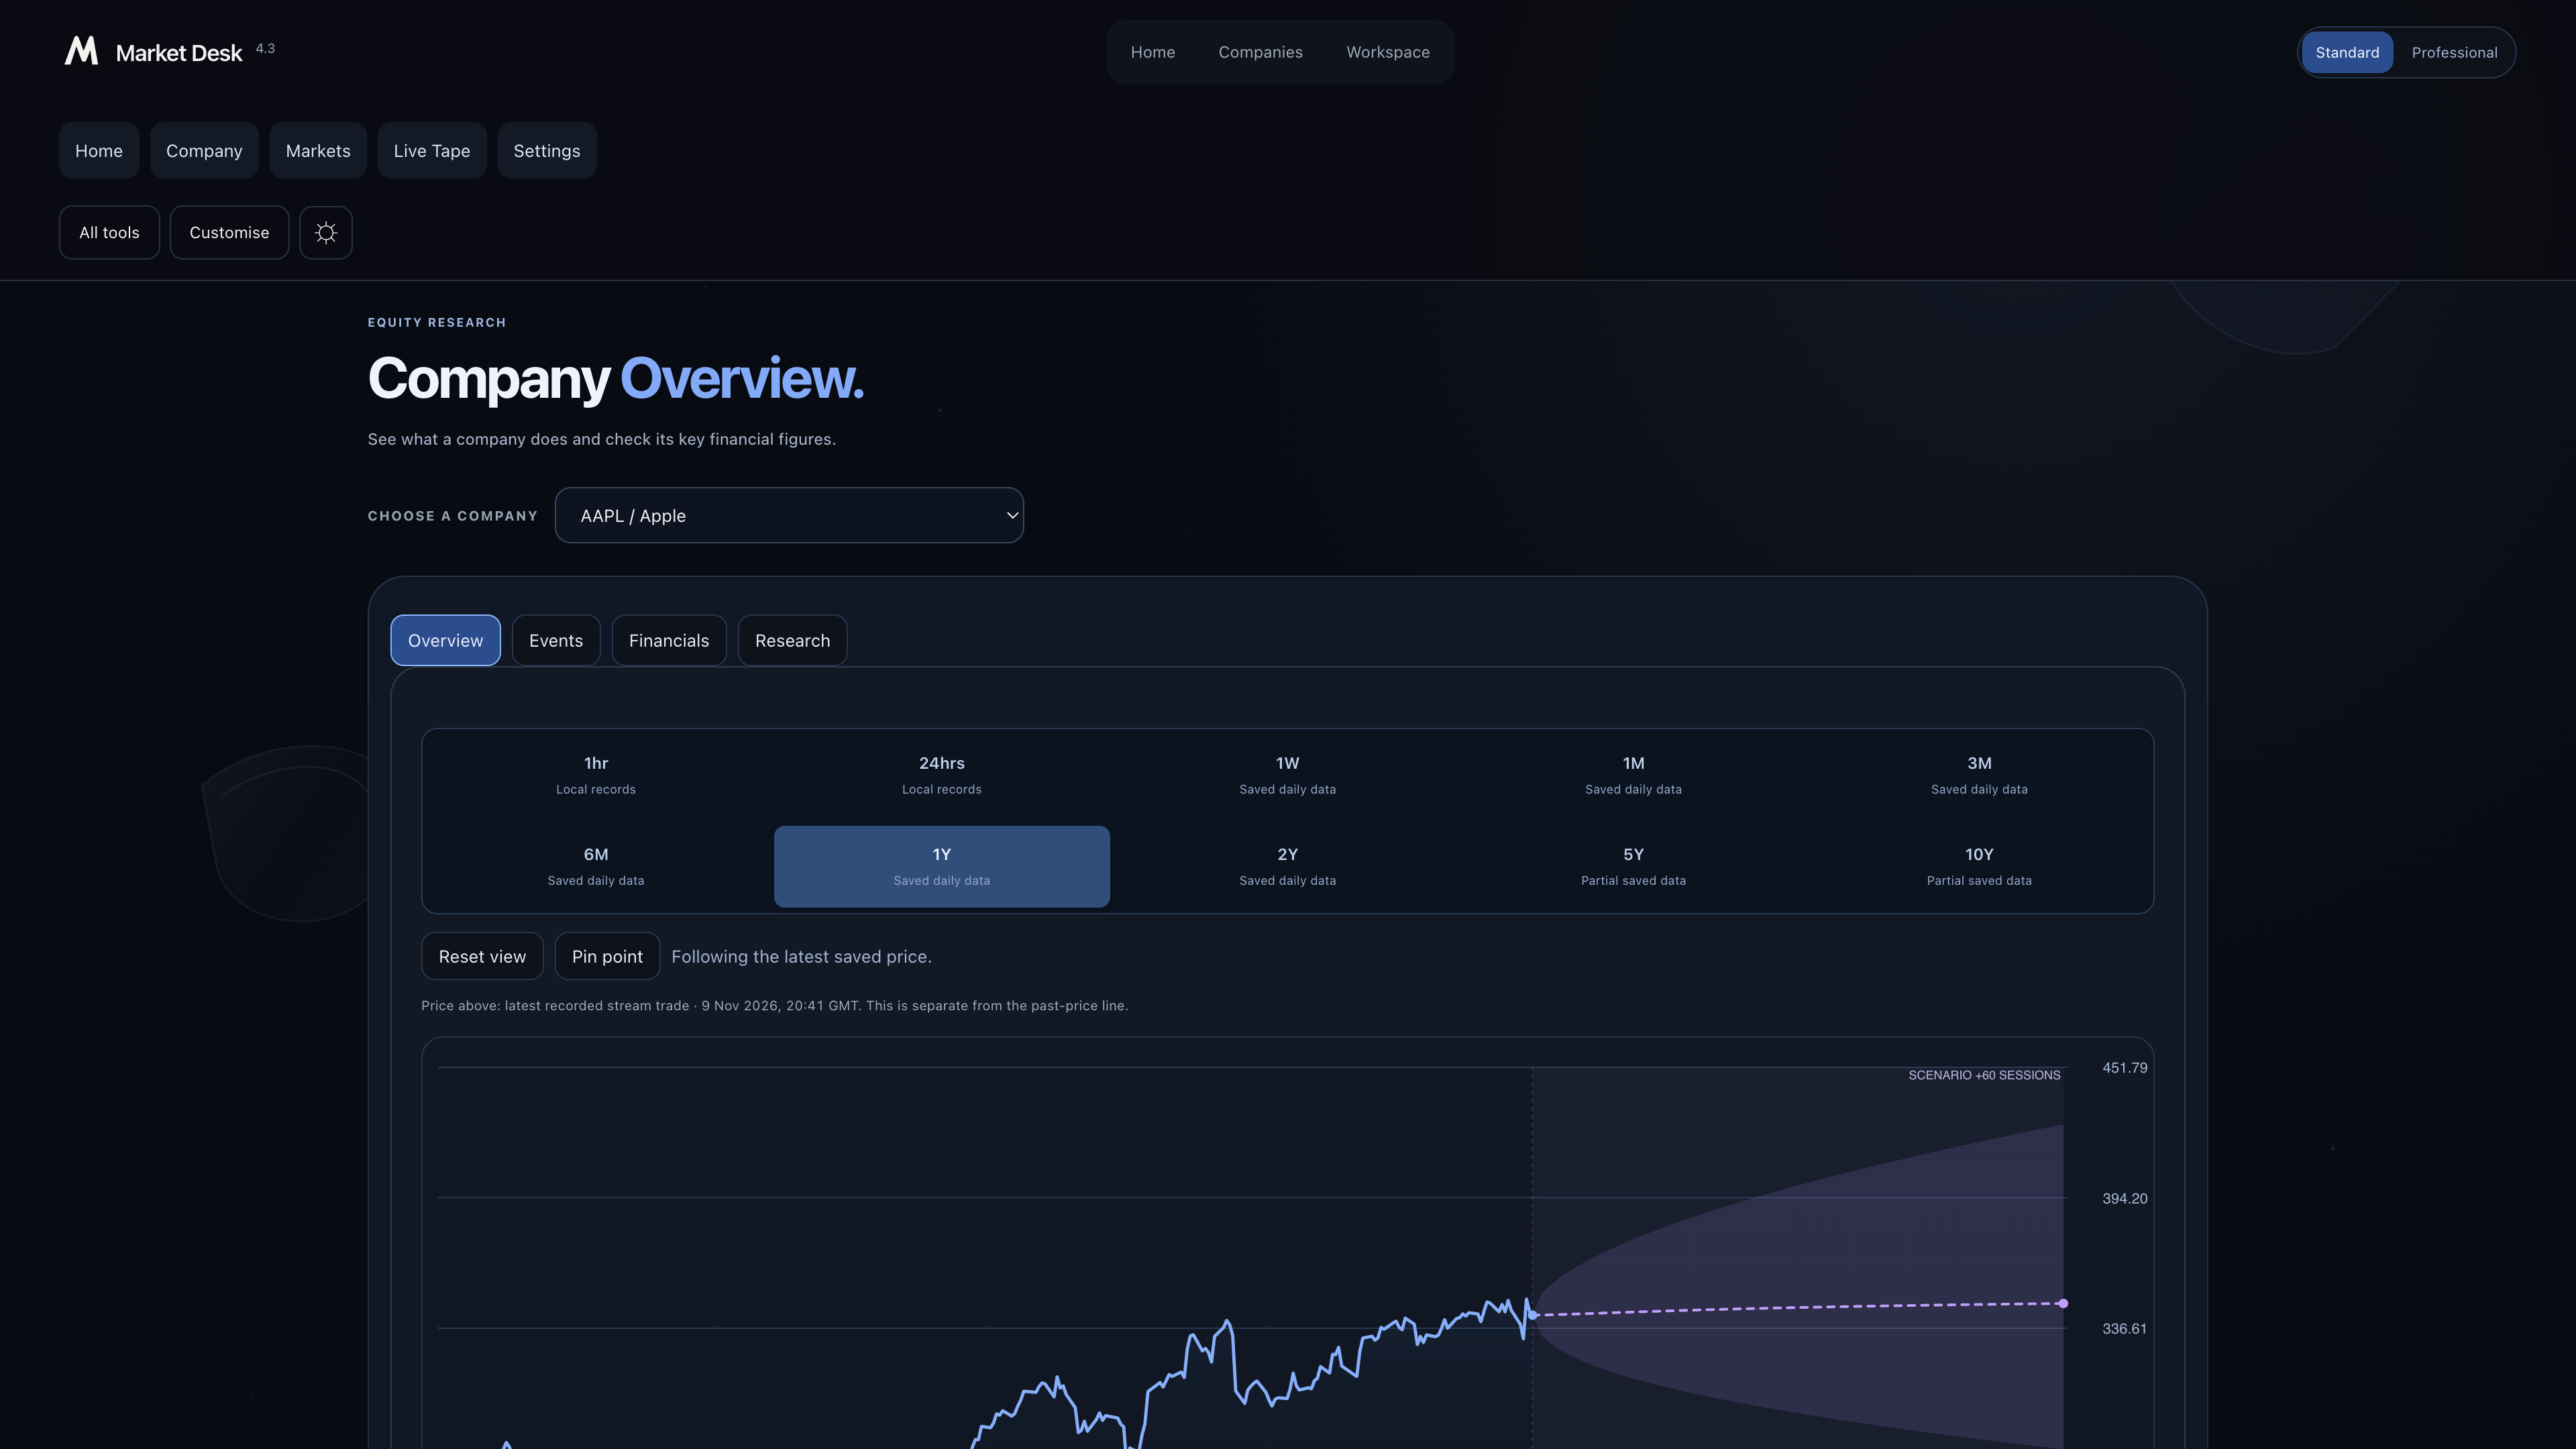 Market Desk 4.3
Home Companies Workspace
Standard Professional
Home Company Markets Live Tape Settings
All tools Customise
EQUITY RESEARCH
Company Overview.
See what a company does and check its key financial figures.
CHOOSE A COMPANY AAPL / Apple
Overview Events Financials Research
1hr 24hrs 1W 1M 3M
Local records Local records Saved daily data Saved daily data Saved daily data
6M 1Y 2Y 5Y 10Y
Saved daily data Saved daily data Saved daily data Partial saved data Partial saved data
Reset view Pin point Following the latest saved price.
Price above: latest recorded stream trade · 9 Nov 2026, 20:41 GMT. This is separate from the past-price line.
451.79
SCENARIO +60 SESSIONS
394.20
336.61